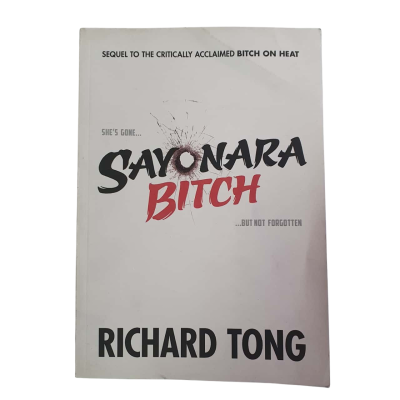 SEQUEL TO THE CRITICALLY ACCLAIMED BITCH ON HEAT
SHE'S GONE...
SAYONARA
BITCH
...BUT NOT FORGOTTEN
RICHARD TONG